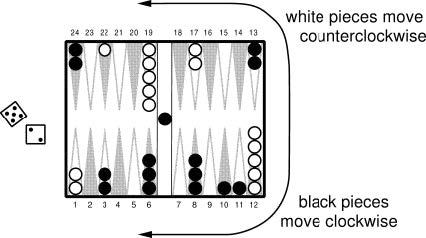 white pieces move
counterclockwise
24 23 22 21 20 19 18 17 16 15 14 13
1 2 3 4 5 6 7 8 9 10 11 12
black pieces
move clockwise